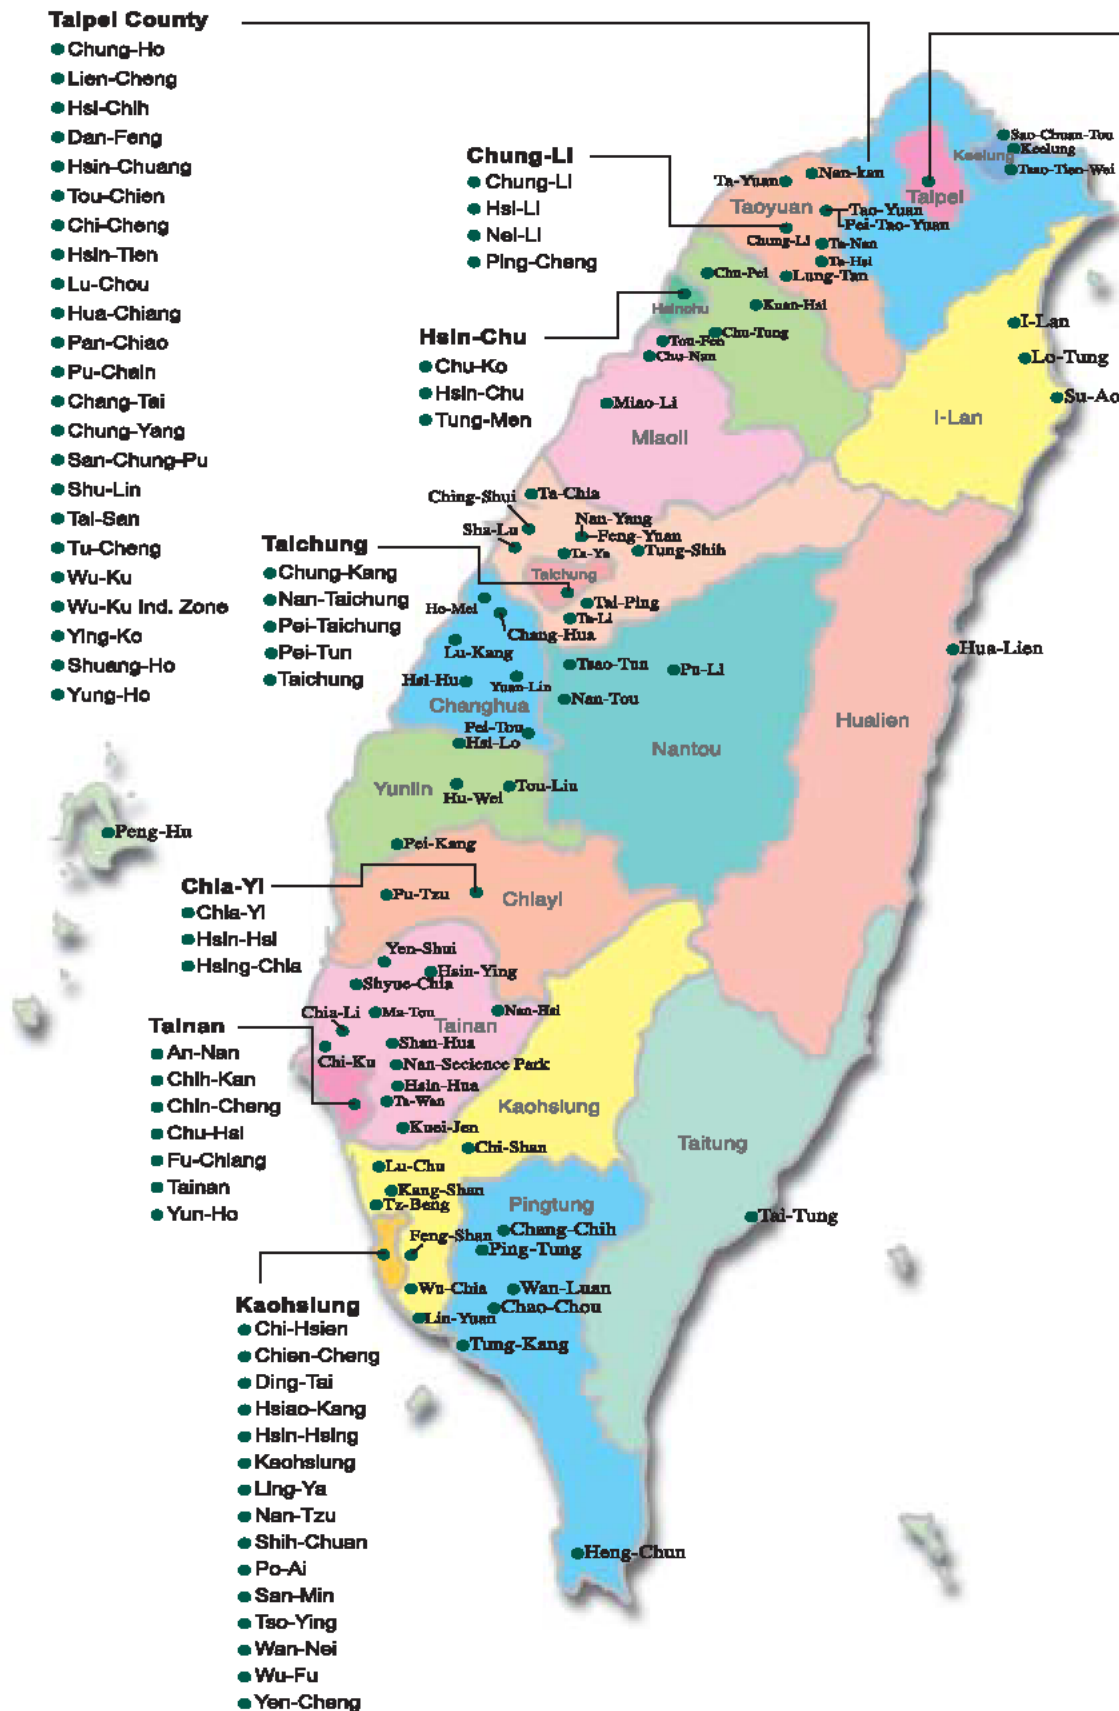 Taipei County
Chung-Ho
Lien-Cheng
Hsi-Chih
Dan-Feng
Hsin-Chuang
Tou-Chien
Chi-Cheng
Hsin-Tien
Lu-Chou
Hua-Chiang
Pan-Chiao
Pu-Chain
Chang-Tai
Chung-Yang
San-Chung-Pu
Shu-Lin
Tai-San
Tu-Cheng
Wu-Ku
Wu-Ku Ind. Zone
Ying-Ko
Shuang-Ho
Yung-Ho
Chung-Li
Chung-Li
Hsi-Li
Nei-Li
Ping-Cheng
Hsin-Chu
Chu-Ko
Hsin-Chu
Tung-Men
Taichung
Chung-Kang
Nan-Taichung
Pei-Taichung
Pei-Tun
Taichung
Chia-Yi
Chia-Yi
Hsin-Hsi
Hsing-Chia
Tainan
An-Nan
Chih-Kan
Chin-Cheng
Chu-Hsi
Fu-Chiang
Tainan
Yun-Ho
Kaohsiung
Chi-Hsien
Chien-Cheng
Ding-Tai
Hsiao-Kang
Hsin-Hsing
Kaohsiung
Ling-Ya
Nan-Tzu
Shih-Chuan
Po-Ai
San-Min
Tso-Ying
Wan-Nei
Wu-Fu
Yen-Cheng
Sao-Chuan-Tou
Keelung
Keelung
Tsao-Tien-Wei
Taipei
Nan-kan
Ta-Yuan
Taoyuan
Tao-Yuan
Pei-Tao-Yuan
Chung-Li
Ta-Nan
Ta-Hsi
Lung-Tan
Chu-Pei
Hsinchu
Kuan-Hsi
Chu-Tung
Tou-Fen
Chu-Nan
Miao-Li
Miaoli
I-Lan
Lo-Tung
Su-Ao
I-Lan
Ta-Chia
Ching-Shui
Nan-Yang
Feng-Yuan
Sha-Lu
Ta-Ya
Tung-Shih
Taichung
Tai-Ping
Ta-Li
Ho-Mei
Chang-Hua
Lu-Kang
Hsi-Hu
Yuan-Lin
Changhua
Pei-Tou
Tsao-Tun
Pu-Li
Nan-Tou
Nantou
Hua-Lien
Hualien
Hsi-Lo
Yunlin
Hu-Wei
Tou-Liu
Pei-Kang
Peng-Hu
Pu-Tzu
Chiayi
Yen-Shui
Hsin-Ying
Shyue-Chia
Ma-Tou
Nan-Hsi
Chia-Li
Tainan
Chi-Ku
Shan-Hua
Nan-Secience Park
Hsin-Hua
Ta-Wan
Kuei-Jen
Kaohsiung
Chi-Shan
Lu-Chu
Kang-Shan
Tz-Beng
Feng-Shan
Wu-Chia
Lin-Yuan
Pingtung
Chang-Chih
Ping-Tung
Wan-Luan
Chao-Chou
Tung-Kang
Heng-Chun
Taitung
Tai-Tung